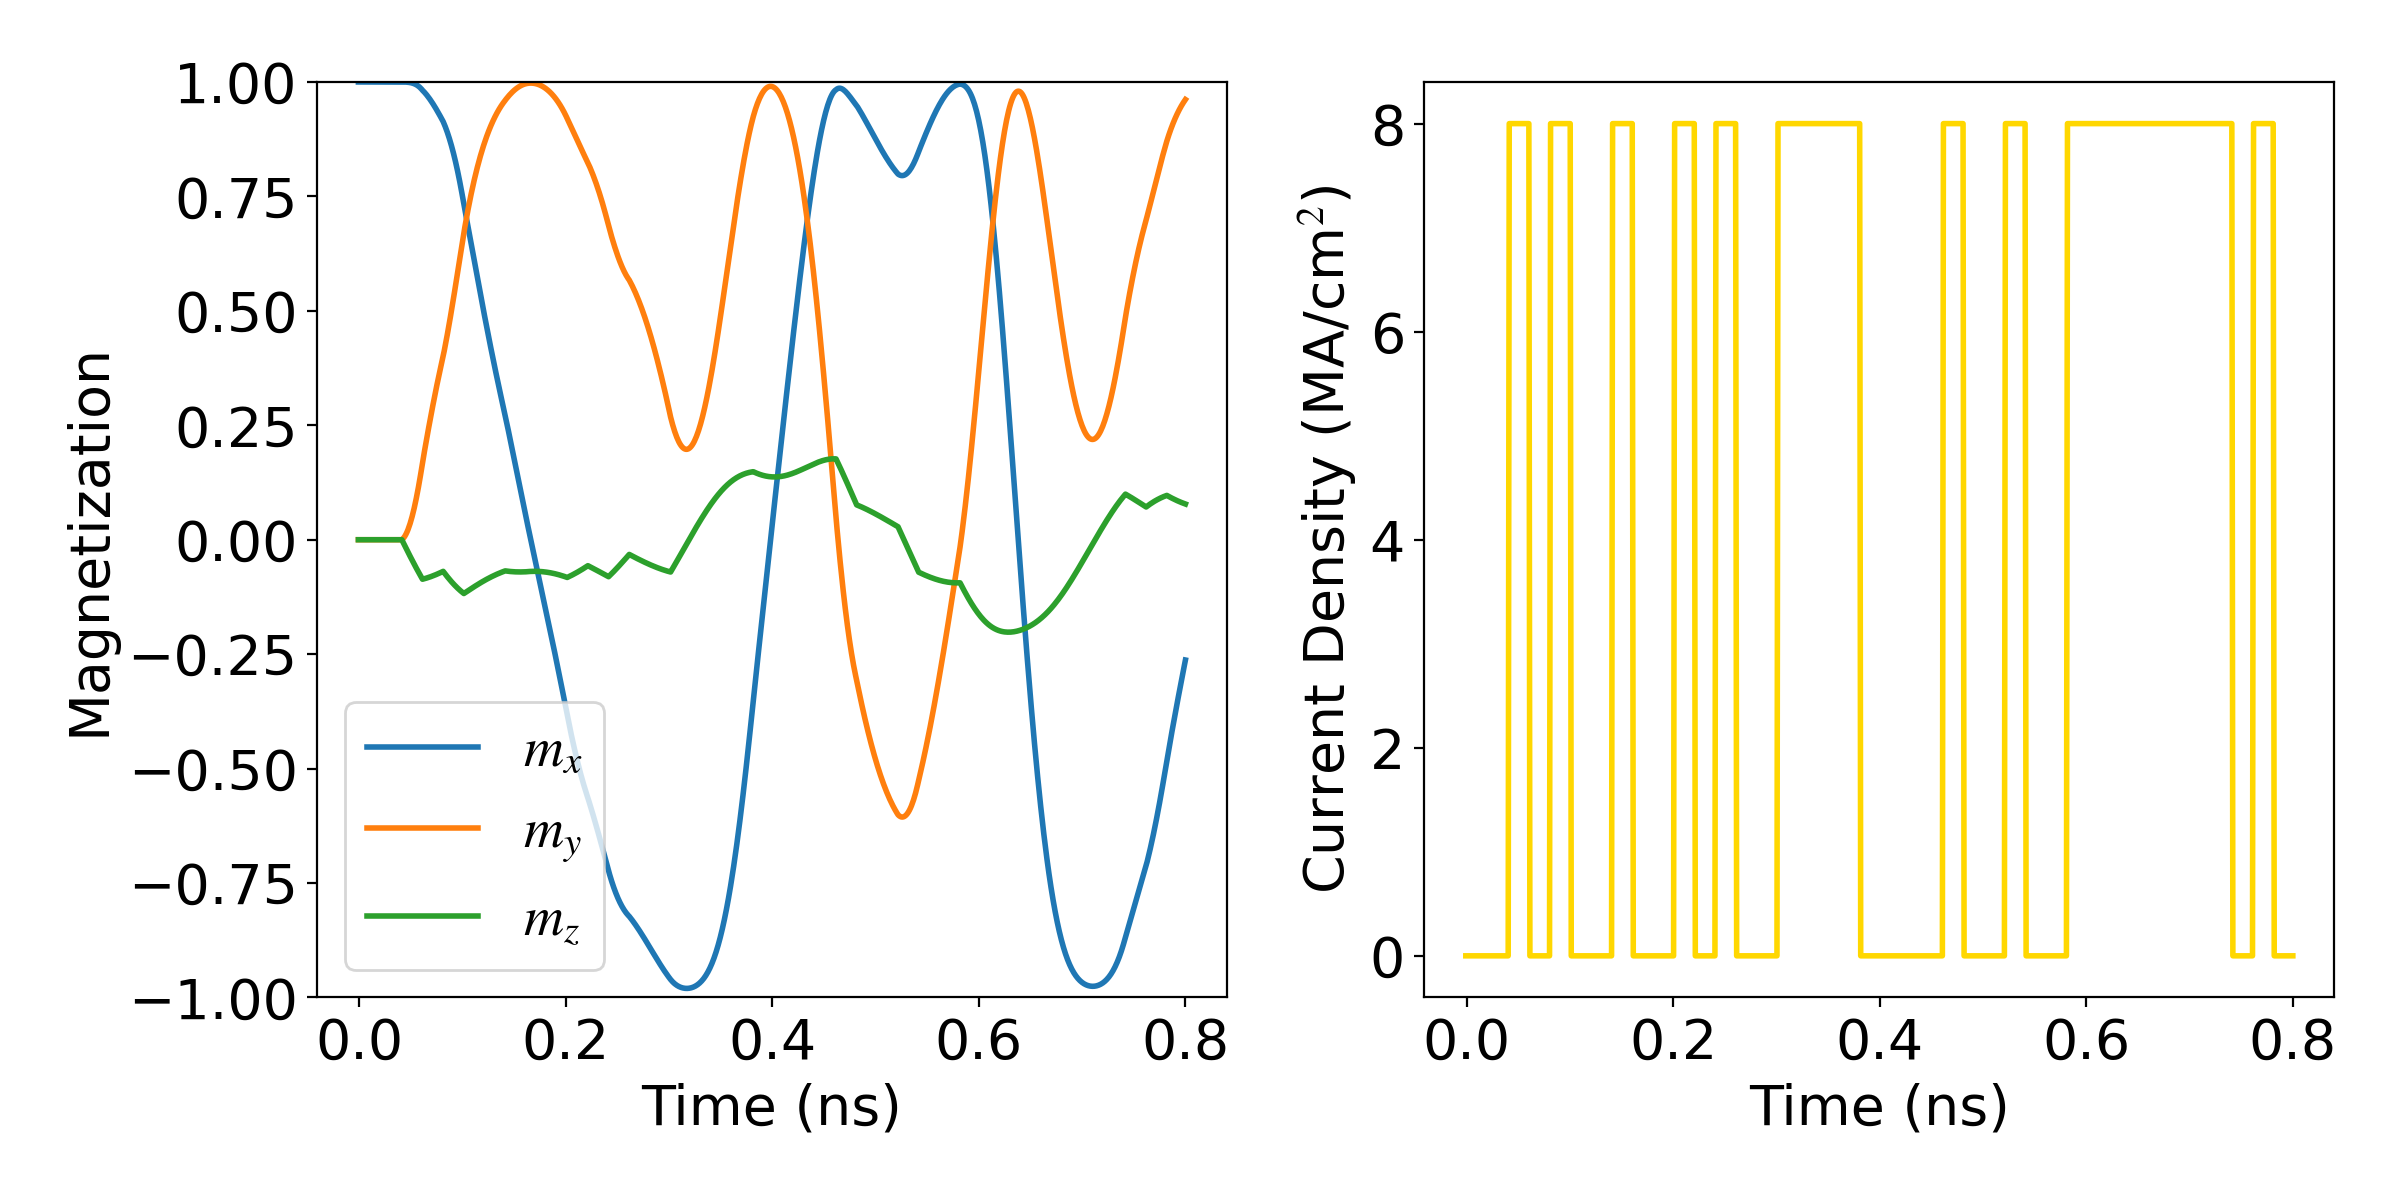 Magnetization
1.00
0.75
0.50
0.25
0.00
−0.25
−0.50
−0.75
−1.00
0.0 0.2 0.4 0.6 0.8
Time (ns)
m_x
m_y
m_z
Current Density (MA/cm²)
8
6
4
2
0
0.0 0.2 0.4 0.6 0.8
Time (ns)